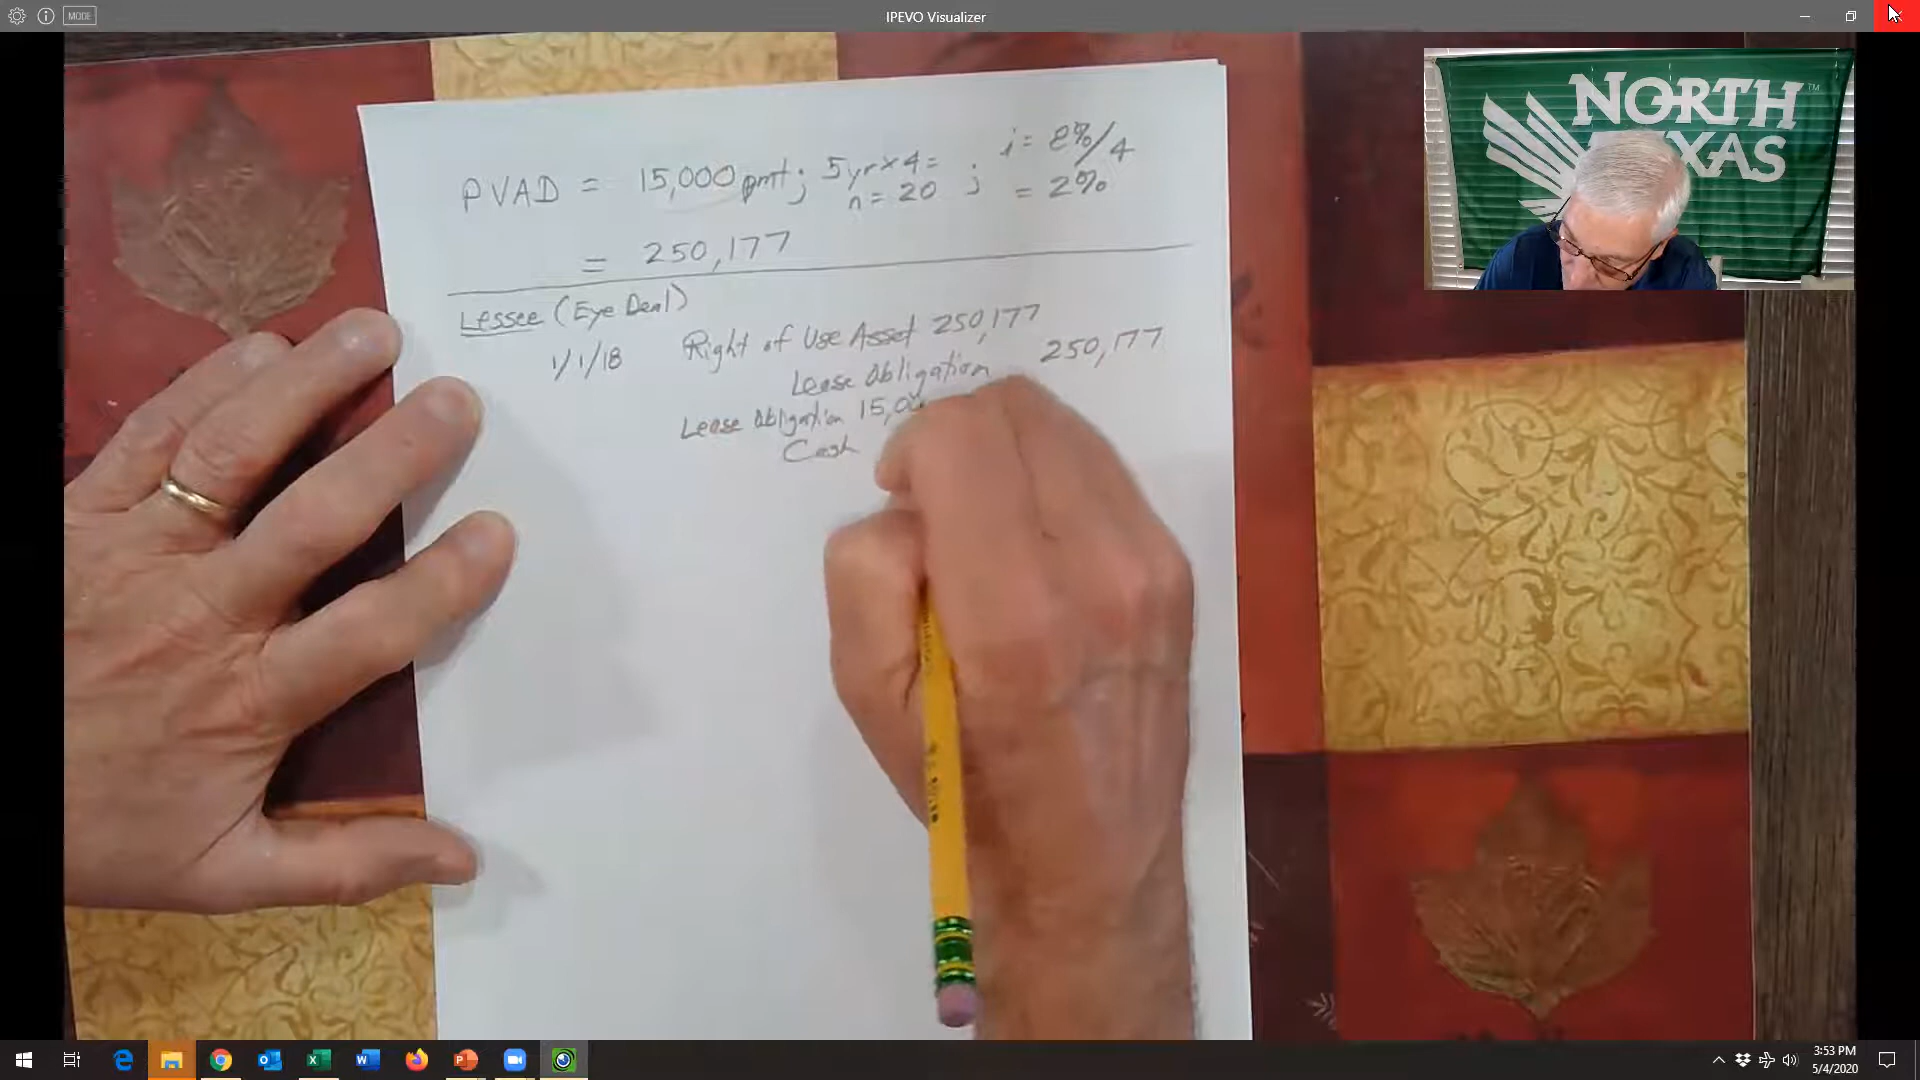 MODE
IPEVO Visualizer
NORTH
TEXAS
PVAD = 15,000 pmt; 5yr×4= ; i = 8%/4
n = 20 = 2%
= 250,177
Lessee (Eye Deal)
1/1/18 Right of Use Asset 250,177
Lease Obligation 250,177
Lease Obligation 15,00
Cash
3:53 PM
5/4/2020